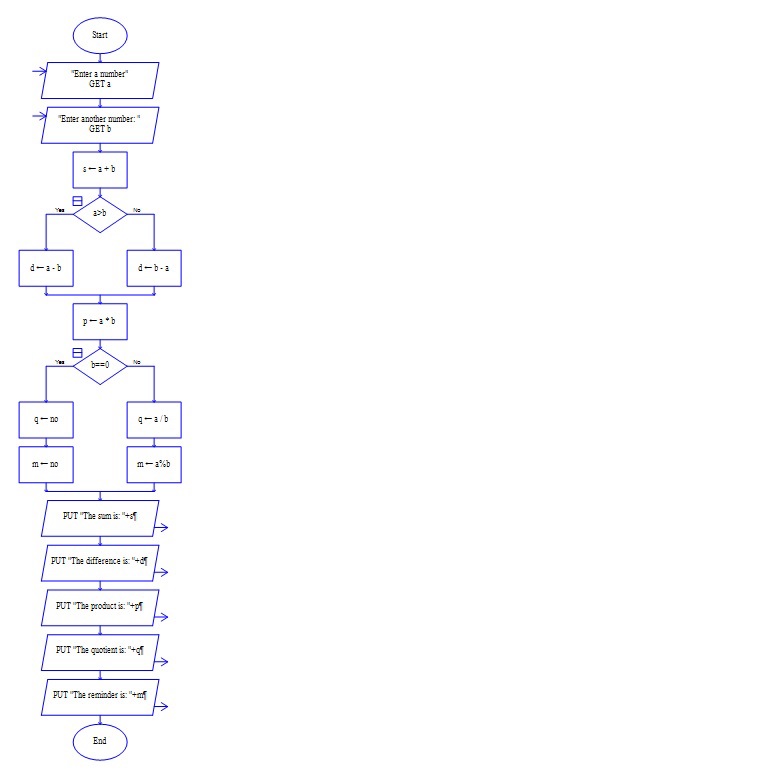 Start
"Enter a number"
GET a
"Enter another number: "
GET b
s ← a + b
a>b
Yes
No
d ← a - b
d ← b - a
p ← a * b
b==0
Yes
No
q ← no
q ← a / b
m ← no
m ← a%b
PUT "The sum is: "+s¶
PUT "The difference is: "+d¶
PUT "The product is: "+p¶
PUT "The quotient is: "+q¶
PUT "The reminder is: "+m¶
End